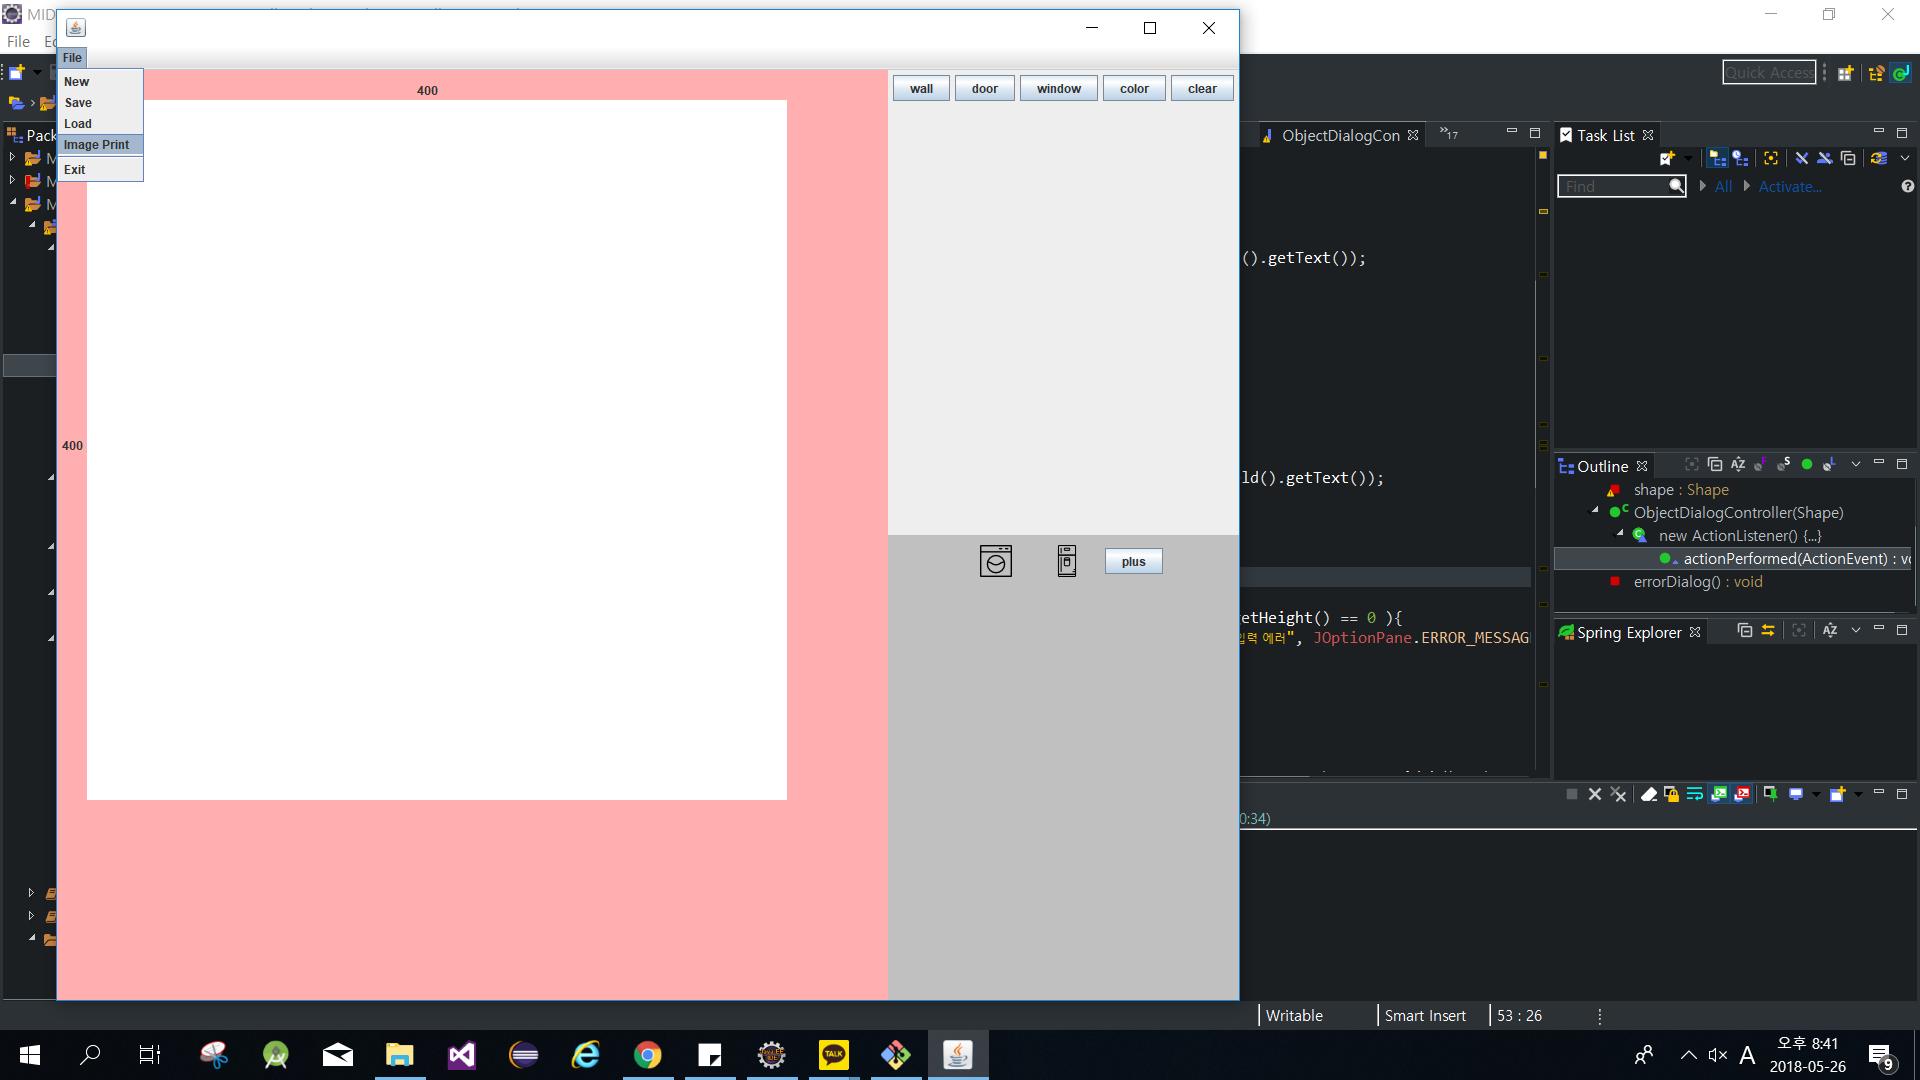 MID
File
File
New
Save
Load
Image Print
Exit
400
400
wall
door
window
color
clear
plus
Pack
M
M
M
Quick Access
ObjectDialogCon
17
().getText());
ld().getText());
etHeight() == 0 ){
입력 에러", JOptionPane.ERROR_MESSAG
Task List
Find
All
Activate...
Outline
shape : Shape
ObjectDialogController(Shape)
new ActionListener() {...}
actionPerformed(ActionEvent) : vo
errorDialog() : void
Spring Explorer
0:34)
Writable
Smart Insert
53 : 26
TALK
A
오후 8:41
2018-05-26
9